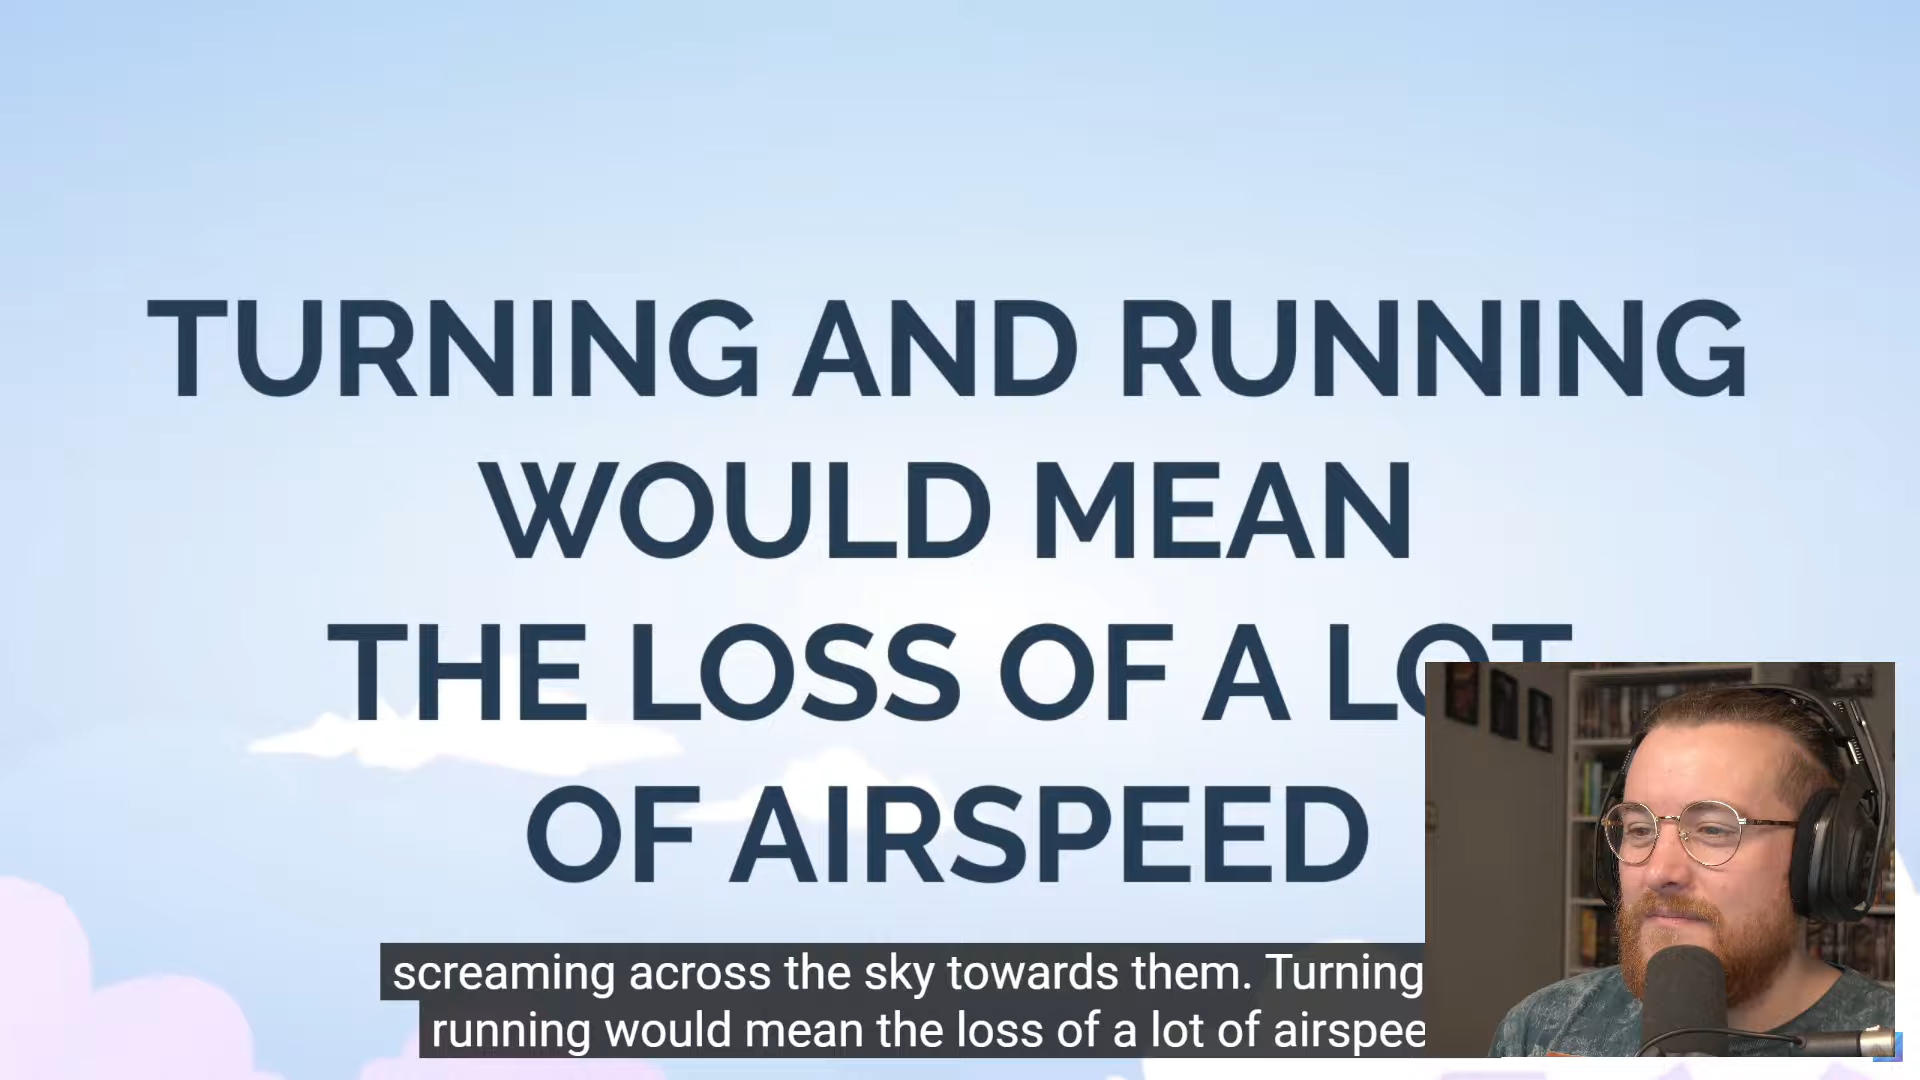 TURNING AND RUNNING
WOULD MEAN
THE LOSS OF A LOT
OF AIRSPEED
screaming across the sky towards them. Turning
running would mean the loss of a lot of airspee